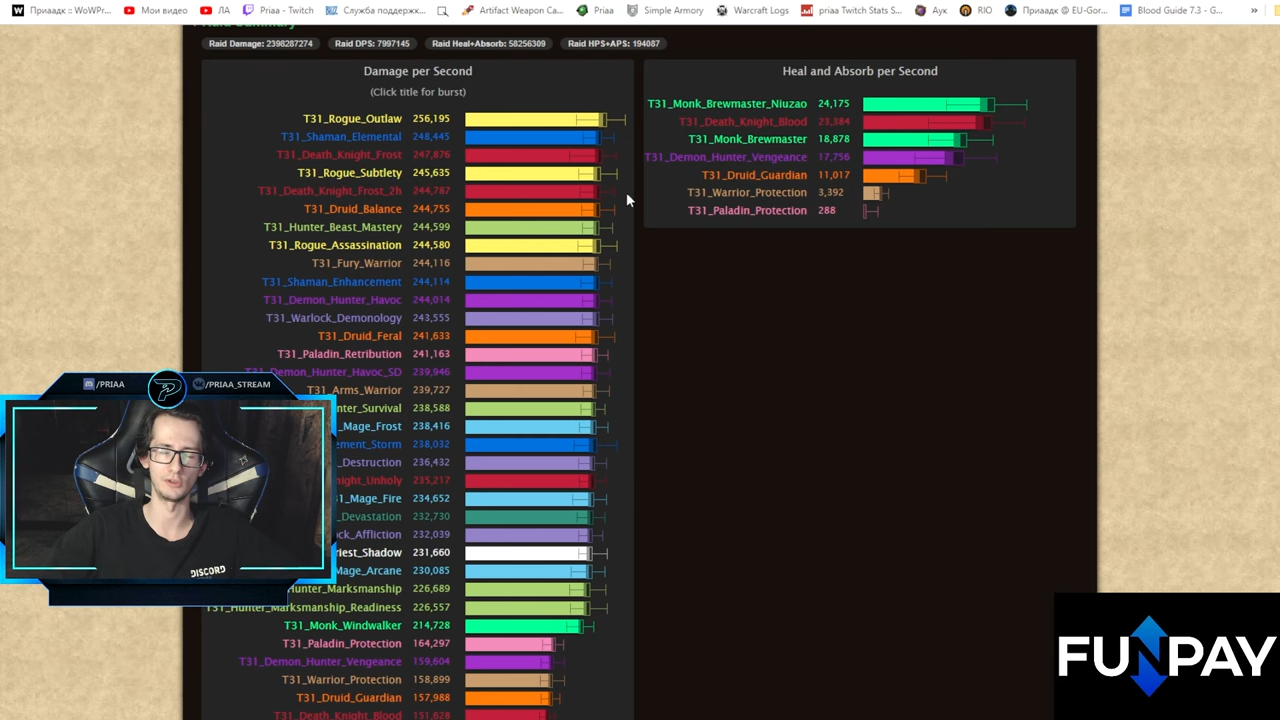 Приаадк :: WoWPr...
Мои видео
ЛА
Priaa - Twitch
Служба поддержк...
Artifact Weapon Ca...
Priaa
Simple Armory
Warcraft Logs
priaa Twitch Stats S...
Аук
RIO
Приаадк @ EU-Gor...
Blood Guide 7.3 - G...
»
Raid Damage: 2398287274
Raid DPS: 7997145
Raid Heal+Absorb: 58256309
Raid HPS+APS: 194087
Damage per Second
(Click title for burst)
T31_Rogue_Outlaw 256,195
T31_Shaman_Elemental 248,445
T31_Death_Knight_Frost 247,876
T31_Rogue_Subtlety 245,635
T31_Death_Knight_Frost_2h 244,787
T31_Druid_Balance 244,755
T31_Hunter_Beast_Mastery 244,599
T31_Rogue_Assassination 244,580
T31_Fury_Warrior 244,116
T31_Shaman_Enhancement 244,114
T31_Demon_Hunter_Havoc 244,014
T31_Warlock_Demonology 243,555
T31_Druid_Feral 241,633
T31_Paladin_Retribution 241,163
T31_Demon_Hunter_Havoc_SD 239,946
T31_Arms_Warrior 239,727
nter_Survival 238,588
_Mage_Frost 238,416
ement_Storm 238,032
Destruction 236,432
night_Unholy 235,217
1_Mage_Fire 234,652
Devastation 232,730
ock_Affliction 232,039
riest_Shadow 231,660
Mage_Arcane 230,085
Hunter_Marksmanship 226,689
T31_Hunter_Marksmanship_Readiness 226,557
T31_Monk_Windwalker 214,728
T31_Paladin_Protection 164,297
T31_Demon_Hunter_Vengeance 159,604
T31_Warrior_Protection 158,899
T31_Druid_Guardian 157,988
T31_Death_Knight_Blood 151,628
Heal and Absorb per Second
T31_Monk_Brewmaster_Niuzao 24,175
T31_Death_Knight_Blood 23,384
T31_Monk_Brewmaster 18,878
T31_Demon_Hunter_Vengeance 17,756
T31_Druid_Guardian 11,017
T31_Warrior_Protection 3,392
T31_Paladin_Protection 288
/PRIAA
/PRIAA_STREAM
DISCORD
FUNPAY